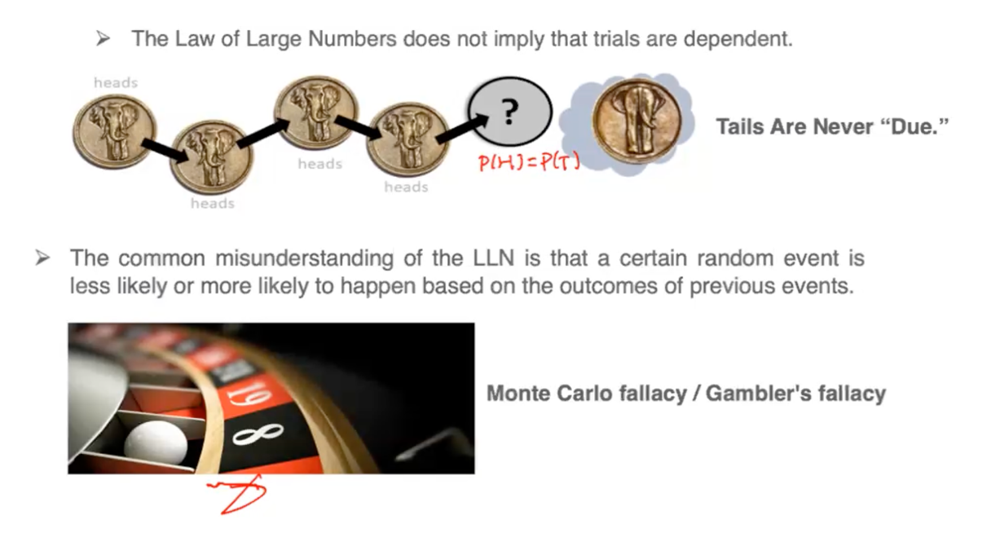 ➢ The Law of Large Numbers does not imply that trials are dependent.
heads
heads
heads
heads
?
P(H)=P(T)
Tails Are Never “Due.”
➢ The common misunderstanding of the LLN is that a certain random event is
less likely or more likely to happen based on the outcomes of previous events.
19
8
Monte Carlo fallacy / Gambler's fallacy